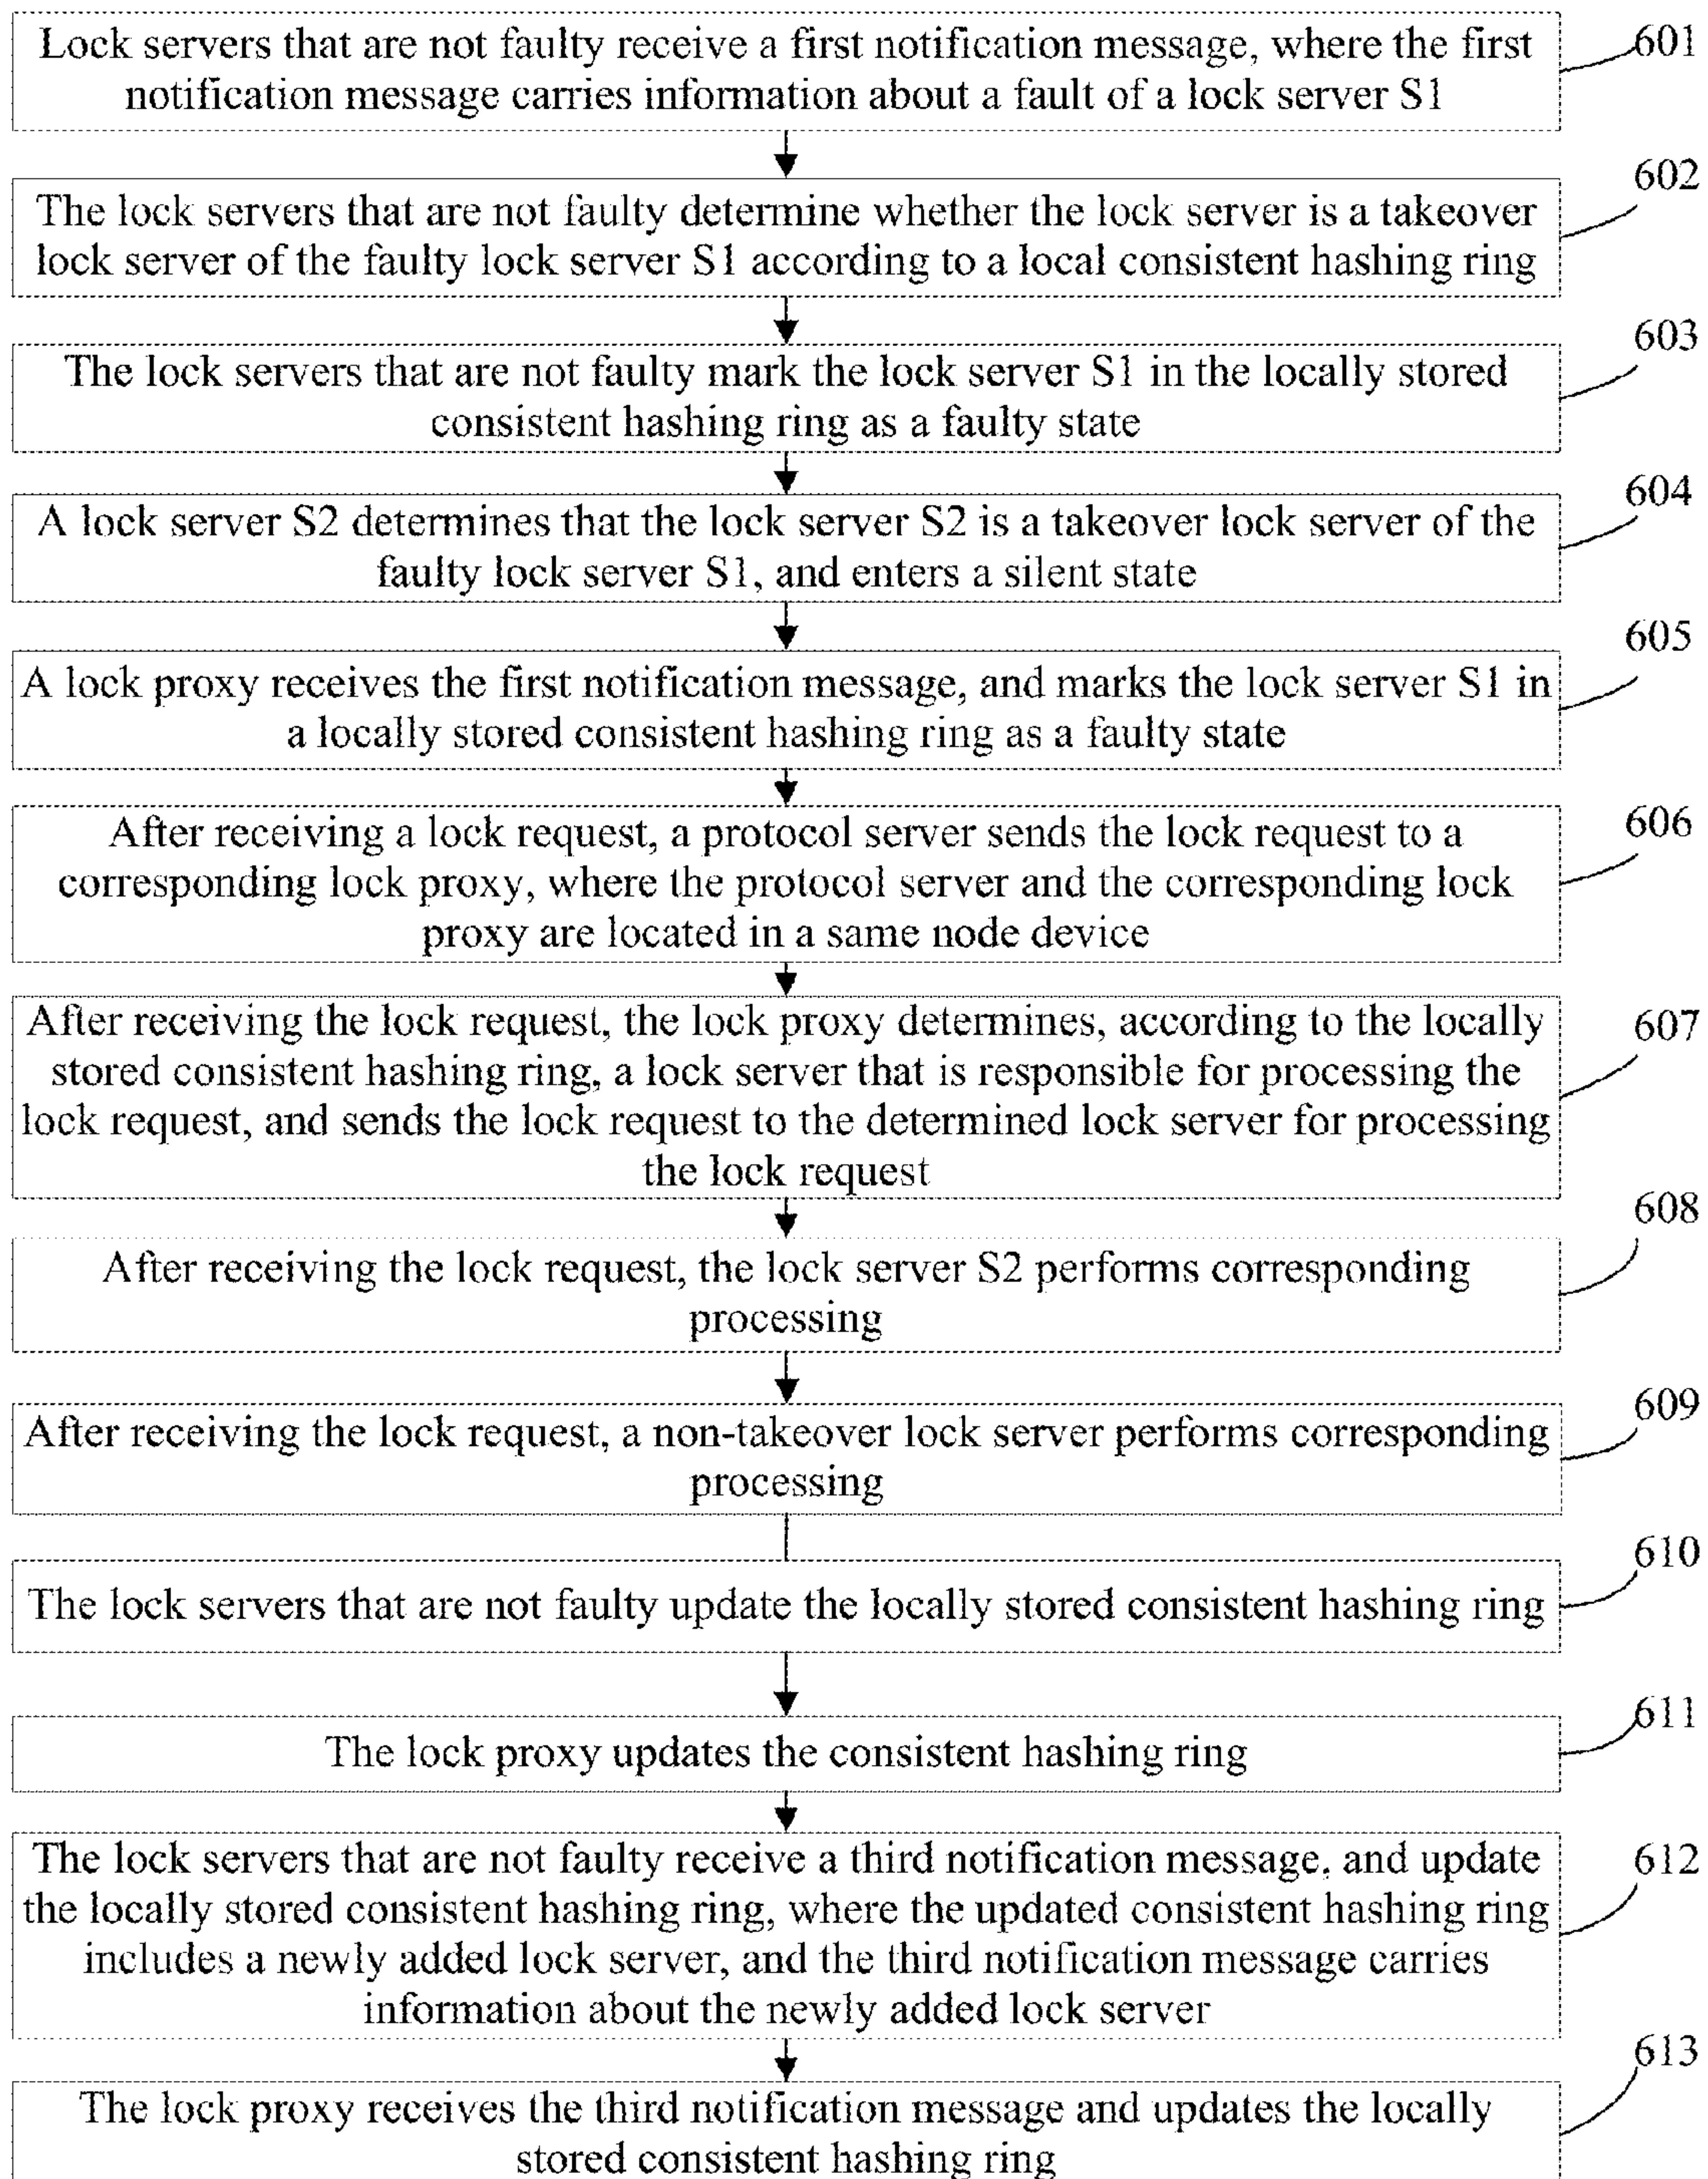 Lock servers that are not faulty receive a first notification message, where the first
notification message carries information about a fault of a lock server S1
601
The lock servers that are not faulty determine whether the lock server is a takeover
lock server of the faulty lock server S1 according to a local consistent hashing ring
602
The lock servers that are not faulty mark the lock server S1 in the locally stored
consistent hashing ring as a faulty state
603
A lock server S2 determines that the lock server S2 is a takeover lock server of the
faulty lock server S1, and enters a silent state
604
A lock proxy receives the first notification message, and marks the lock server S1 in
a locally stored consistent hashing ring as a faulty state
605
After receiving a lock request, a protocol server sends the lock request to a
corresponding lock proxy, where the protocol server and the corresponding lock
proxy are located in a same node device
606
After receiving the lock request, the lock proxy determines, according to the locally
stored consistent hashing ring, a lock server that is responsible for processing the
lock request, and sends the lock request to the determined lock server for processing
the lock request
607
After receiving the lock request, the lock server S2 performs corresponding
processing
608
After receiving the lock request, a non-takeover lock server performs corresponding
processing
609
The lock servers that are not faulty update the locally stored consistent hashing ring
610
The lock proxy updates the consistent hashing ring
611
The lock servers that are not faulty receive a third notification message, and update
the locally stored consistent hashing ring, where the updated consistent hashing ring
includes a newly added lock server, and the third notification message carries
information about the newly added lock server
612
The lock proxy receives the third notification message and updates the locally
stored consistent hashing ring
613